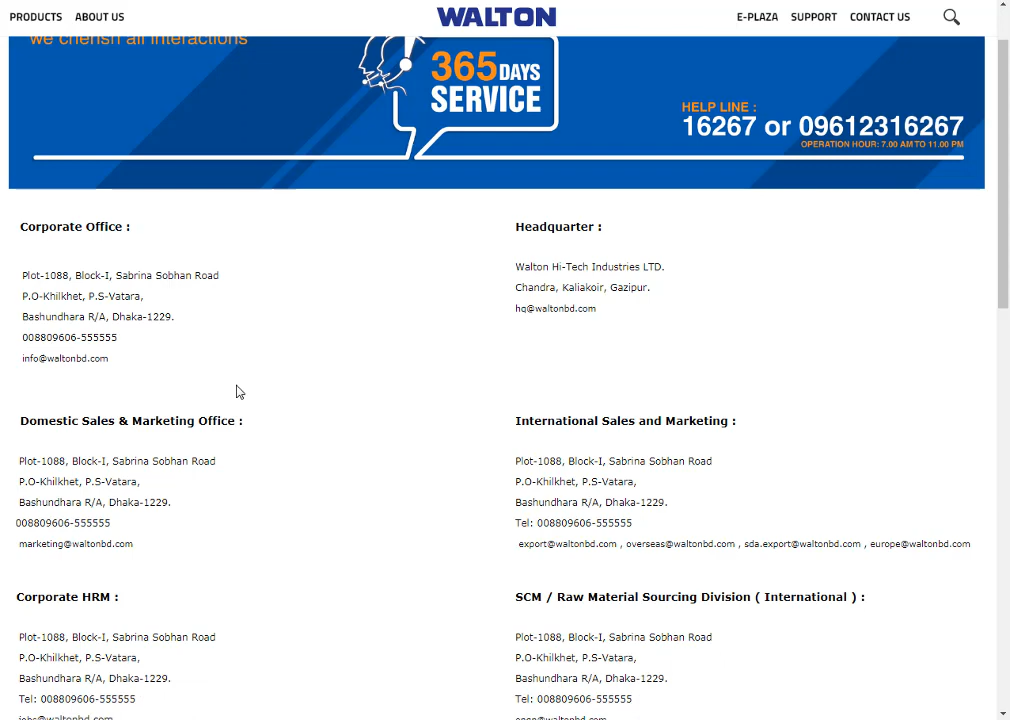 PRODUCTS ABOUT US WALTON E-PLAZA SUPPORT CONTACT US
we cherish all interactions
365 DAYS
SERVICE
HELP LINE :
16267 or 09612316267
OPERATION HOUR: 7.00 AM TO 11.00 PM
Corporate Office :
Plot-1088, Block-I, Sabrina Sobhan Road
P.O-Khilkhet, P.S-Vatara,
Bashundhara R/A, Dhaka-1229.
008809606-555555
info@waltonbd.com
Headquarter :
Walton Hi-Tech Industries LTD.
Chandra, Kaliakoir, Gazipur.
hq@waltonbd.com
Domestic Sales & Marketing Office :
Plot-1088, Block-I, Sabrina Sobhan Road
P.O-Khilkhet, P.S-Vatara,
Bashundhara R/A, Dhaka-1229.
008809606-555555
marketing@waltonbd.com
International Sales and Marketing :
Plot-1088, Block-I, Sabrina Sobhan Road
P.O-Khilkhet, P.S-Vatara,
Bashundhara R/A, Dhaka-1229.
Tel: 008809606-555555
export@waltonbd.com , overseas@waltonbd.com , sda.export@waltonbd.com , europe@waltonbd.com
Corporate HRM :
Plot-1088, Block-I, Sabrina Sobhan Road
P.O-Khilkhet, P.S-Vatara,
Bashundhara R/A, Dhaka-1229.
Tel: 008809606-555555
jobs@waltonbd.com
SCM / Raw Material Sourcing Division ( International ) :
Plot-1088, Block-I, Sabrina Sobhan Road
P.O-Khilkhet, P.S-Vatara,
Bashundhara R/A, Dhaka-1229.
Tel: 008809606-555555